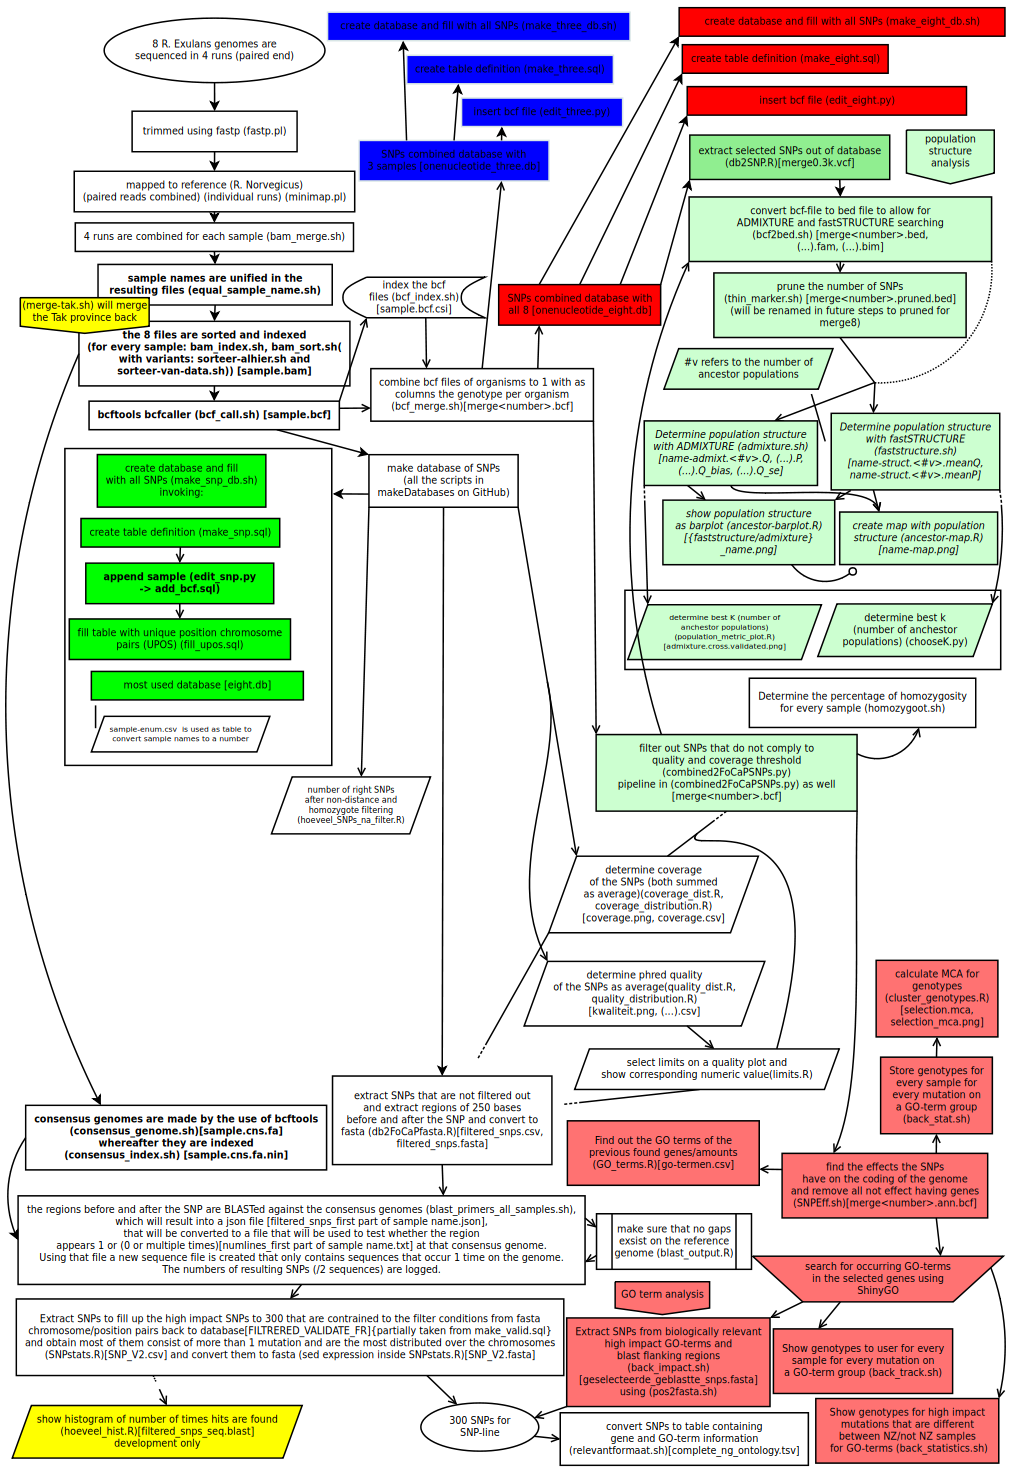 8 R. Exulans genomes are
sequenced in 4 runs (paired end)
trimmed using fastp (fastp.pl)
mapped to reference (R. Norvegicus)
(paired reads combined) (individual runs) (minimap.pl)
4 runs are combined for each sample (bam_merge.sh)
sample names are unified in the
resulting files (equal_sample_name.sh)
(merge-tak.sh) will merge
the Tak province back
the 8 files are sorted and indexed
(for every sample: bam_index.sh, bam_sort.sh(
with variants: sorteer-alhier.sh and
sorteer-van-data.sh)) [sample.bam]
bcftools bcfcaller (bcf_call.sh) [sample.bcf]
create database and fill with all SNPs (make_three_db.sh]
create table definition (make_three.sql)
insert bcf file (edit_three.py)
SNPs combined database with
3 samples [onenucleotide_three.db]
index the bcf
files (bcf_index.sh)
[sample.bcf.csi]
combine bcf files of organisms to 1 with as
columns the genotype per organism
(bcf_merge.sh)[merge<number>.bcf]
make database of SNPs
(all the scripts in
makeDatabases on GitHub)
create database and fill with all SNPs (make_eight_db.sh)
create table definition (make_eight.sql)
insert bcf file (edit_eight.py)
SNPs combined database with
all 8 [onenucleotide_eight.db]
extract selected SNPs out of database
(db2SNP.R)[merge0.3k.vcf]
population
structure
analysis
convert bcf-file to bed file to allow for
ADMIXTURE and fastSTRUCTURE searching
(bcf2bed.sh) [merge<number>.bed,
(...).fam, (...).bim]
prune the number of SNPs
(thin_marker.sh) [merge<number>.pruned.bed]
(will be renamed in future steps to pruned for
merge8)
#v refers to the number of
ancestor populations
Determine population structure
with ADMIXTURE (admixture.sh)
[name-admixt.<#v>.Q, (...).P,
(...).Q_bias, (...).Q_se]
Determine population structure
with fastSTRUCTURE
(faststructure.sh)
[name-struct.<#v>.meanQ,
name-struct.<#v>.meanP]
show population structure
as barplot (ancestor-barplot.R)
[{faststructure/admixture}
_name.png]
create map with population
structure (ancestor-map.R)
[name-map.png]
determine best K (number of
anchestor populations)
(population_metric_plot.R)
[admixture.cross.validated.png]
determine best k
(number of anchestor
populations) (chooseK.py)
create database and fill
with all SNPs (make_snp_db.sh)
invoking:
create table definition (make_snp.sql)
append sample (edit_snp.py
-> add_bcf.sql)
fill table with unique position chromosome
pairs (UPOS) (fill_upos.sql)
most used database [eight.db]
sample-enum.csv  is used as table to
convert sample names to a number
number of right SNPs
after non-distance and
homozygote filtering
(hoeveel_SNPs_na_filter.R)
Determine the percentage of homozygosity
for every sample (homozygoot.sh)
filter out SNPs that do not comply to
quality and coverage threshold
(combined2FoCaPSNPs.py)
pipeline in (combined2FoCaPSNPs.py) as well
[merge<number>.bcf]
determine coverage
of the SNPs (both summed
as average)(coverage_dist.R,
coverage_distribution.R)
[coverage.png, coverage.csv]
determine phred quality
of the SNPs as average(quality_dist.R,
quality_distribution.R)
[kwaliteit.png, (...).csv]
select limits on a quality plot and
show corresponding numeric value(limits.R)
calculate MCA for
genotypes
(cluster_genotypes.R)
[selection.mca,
selection_mca.png]
Store genotypes for
every sample for
every mutation on
a GO-term group
(back_stat.sh)
consensus genomes are made by the use of bcftools
(consensus_genome.sh)[sample.cns.fa]
whereafter they are indexed
(consensus_index.sh) [sample.cns.fa.nin]
extract SNPs that are not filtered out
and extract regions of 250 bases
before and after the SNP and convert to
fasta (db2FoCaPfasta.R)[filtered_snps.csv,
filtered_snps.fasta]
Find out the GO terms of the
previous found genes/amounts
(GO_terms.R)[go-termen.csv]
find the effects the SNPs
have on the coding of the genome
and remove all not effect having genes
(SNPEff.sh)[merge<number>.ann.bcf]
the regions before and after the SNP are BLASTed against the consensus genomes (blast_primers_all_samples.sh),
which will result into a json file [filtered_snps_first part of sample name.json],
that will be converted to a file that will be used to test whether the region
appears 1 or (0 or multiple times)[numlines_first part of sample name.txt] at that consensus genome.
Using that file a new sequence file is created that only contains sequences that occur 1 time on the genome.
The numbers of resulting SNPs (/2 sequences) are logged.
make sure that no gaps
exsist on the reference
genome (blast_output.R)
search for occurring GO-terms
in the selected genes using
ShinyGO
GO term analysis
Extract SNPs to fill up the high impact SNPs to 300 that are contrained to the filter conditions from fasta
chromosome/position pairs back to database[FILTRERED_VALIDATE_FR]{partially taken from make_valid.sql}
and obtain most of them consist of more than 1 mutation and are the most distributed over the chromosomes
(SNPstats.R)[SNP_V2.csv] and convert them to fasta (sed expression inside SNPstats.R)[SNP_V2.fasta]
Extract SNPs from biologically relevant
high impact GO-terms and
blast flanking regions
(back_impact.sh)
[geselecteerde_geblastte_snps.fasta]
using (pos2fasta.sh)
Show genotypes to user for every
sample for every mutation on
a GO-term group (back_track.sh)
show histogram of number of times hits are found
(hoeveel_hist.R)[filtered_snps_seq.blast]
development only
300 SNPs for
SNP-line
convert SNPs to table containing
gene and GO-term information
(relevantformaat.sh)[complete_ng_ontology.tsv]
Show genotypes for high impact
mutations that are different
between NZ/not NZ samples
for GO-terms (back_statistics.sh)